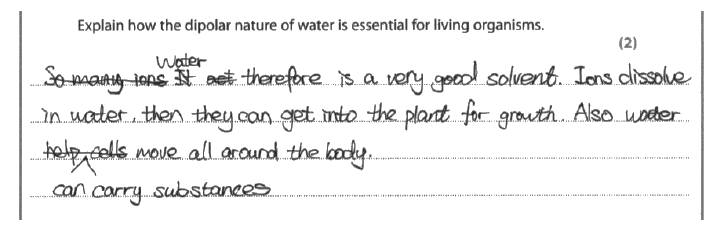 Explain how the dipolar nature of water is essential for living organisms.
(2)
Water
So many ions It act therefore is a very good solvent. Ions dissolve
in water, then they can get into the plant for growth. Also water
help cells move all around the body.
can carry substances